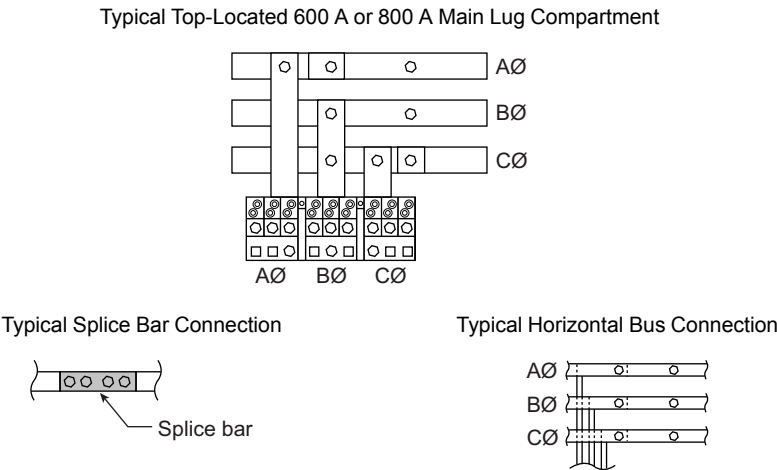 Typical Top-Located 600 A or 800 A Main Lug Compartment
AØ
BØ
CØ
AØ BØ CØ
Typical Splice Bar Connection
Splice bar
Typical Horizontal Bus Connection
AØ
BØ
CØ